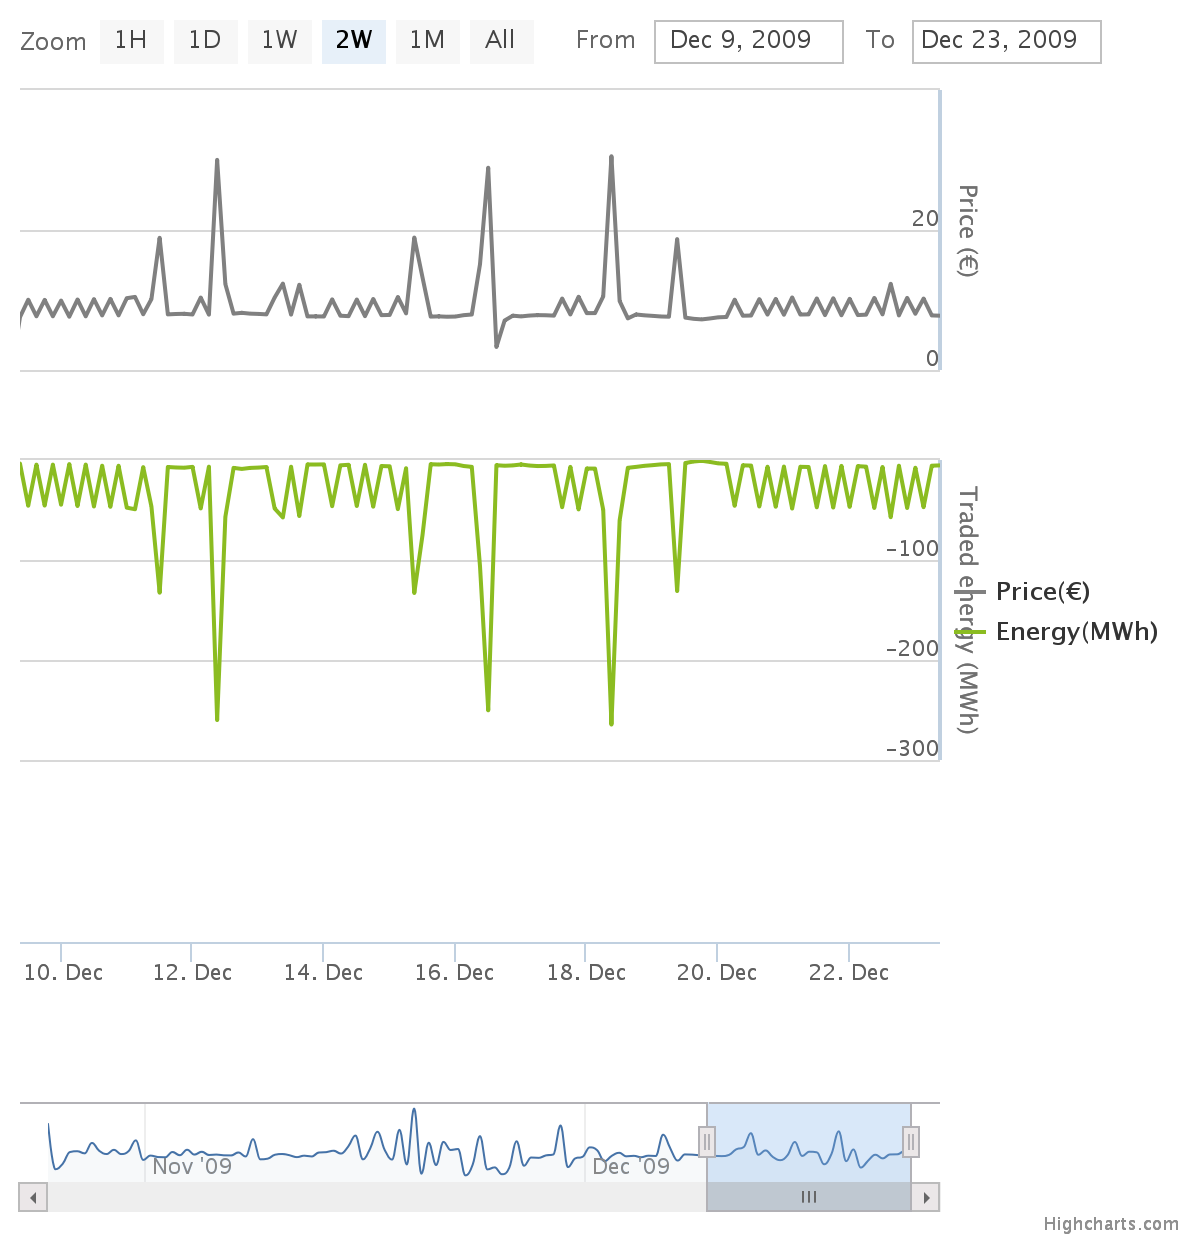 Zoom 1H 1D 1W 2W 1M All From Dec 9, 2009 To Dec 23, 2009
Price (€)
20
0
Traded energy (MWh)
-100
-200
-300
Price(€)
Energy(MWh)
10. Dec 12. Dec 14. Dec 16. Dec 18. Dec 20. Dec 22. Dec
Nov '09 Dec '09
Highcharts.com